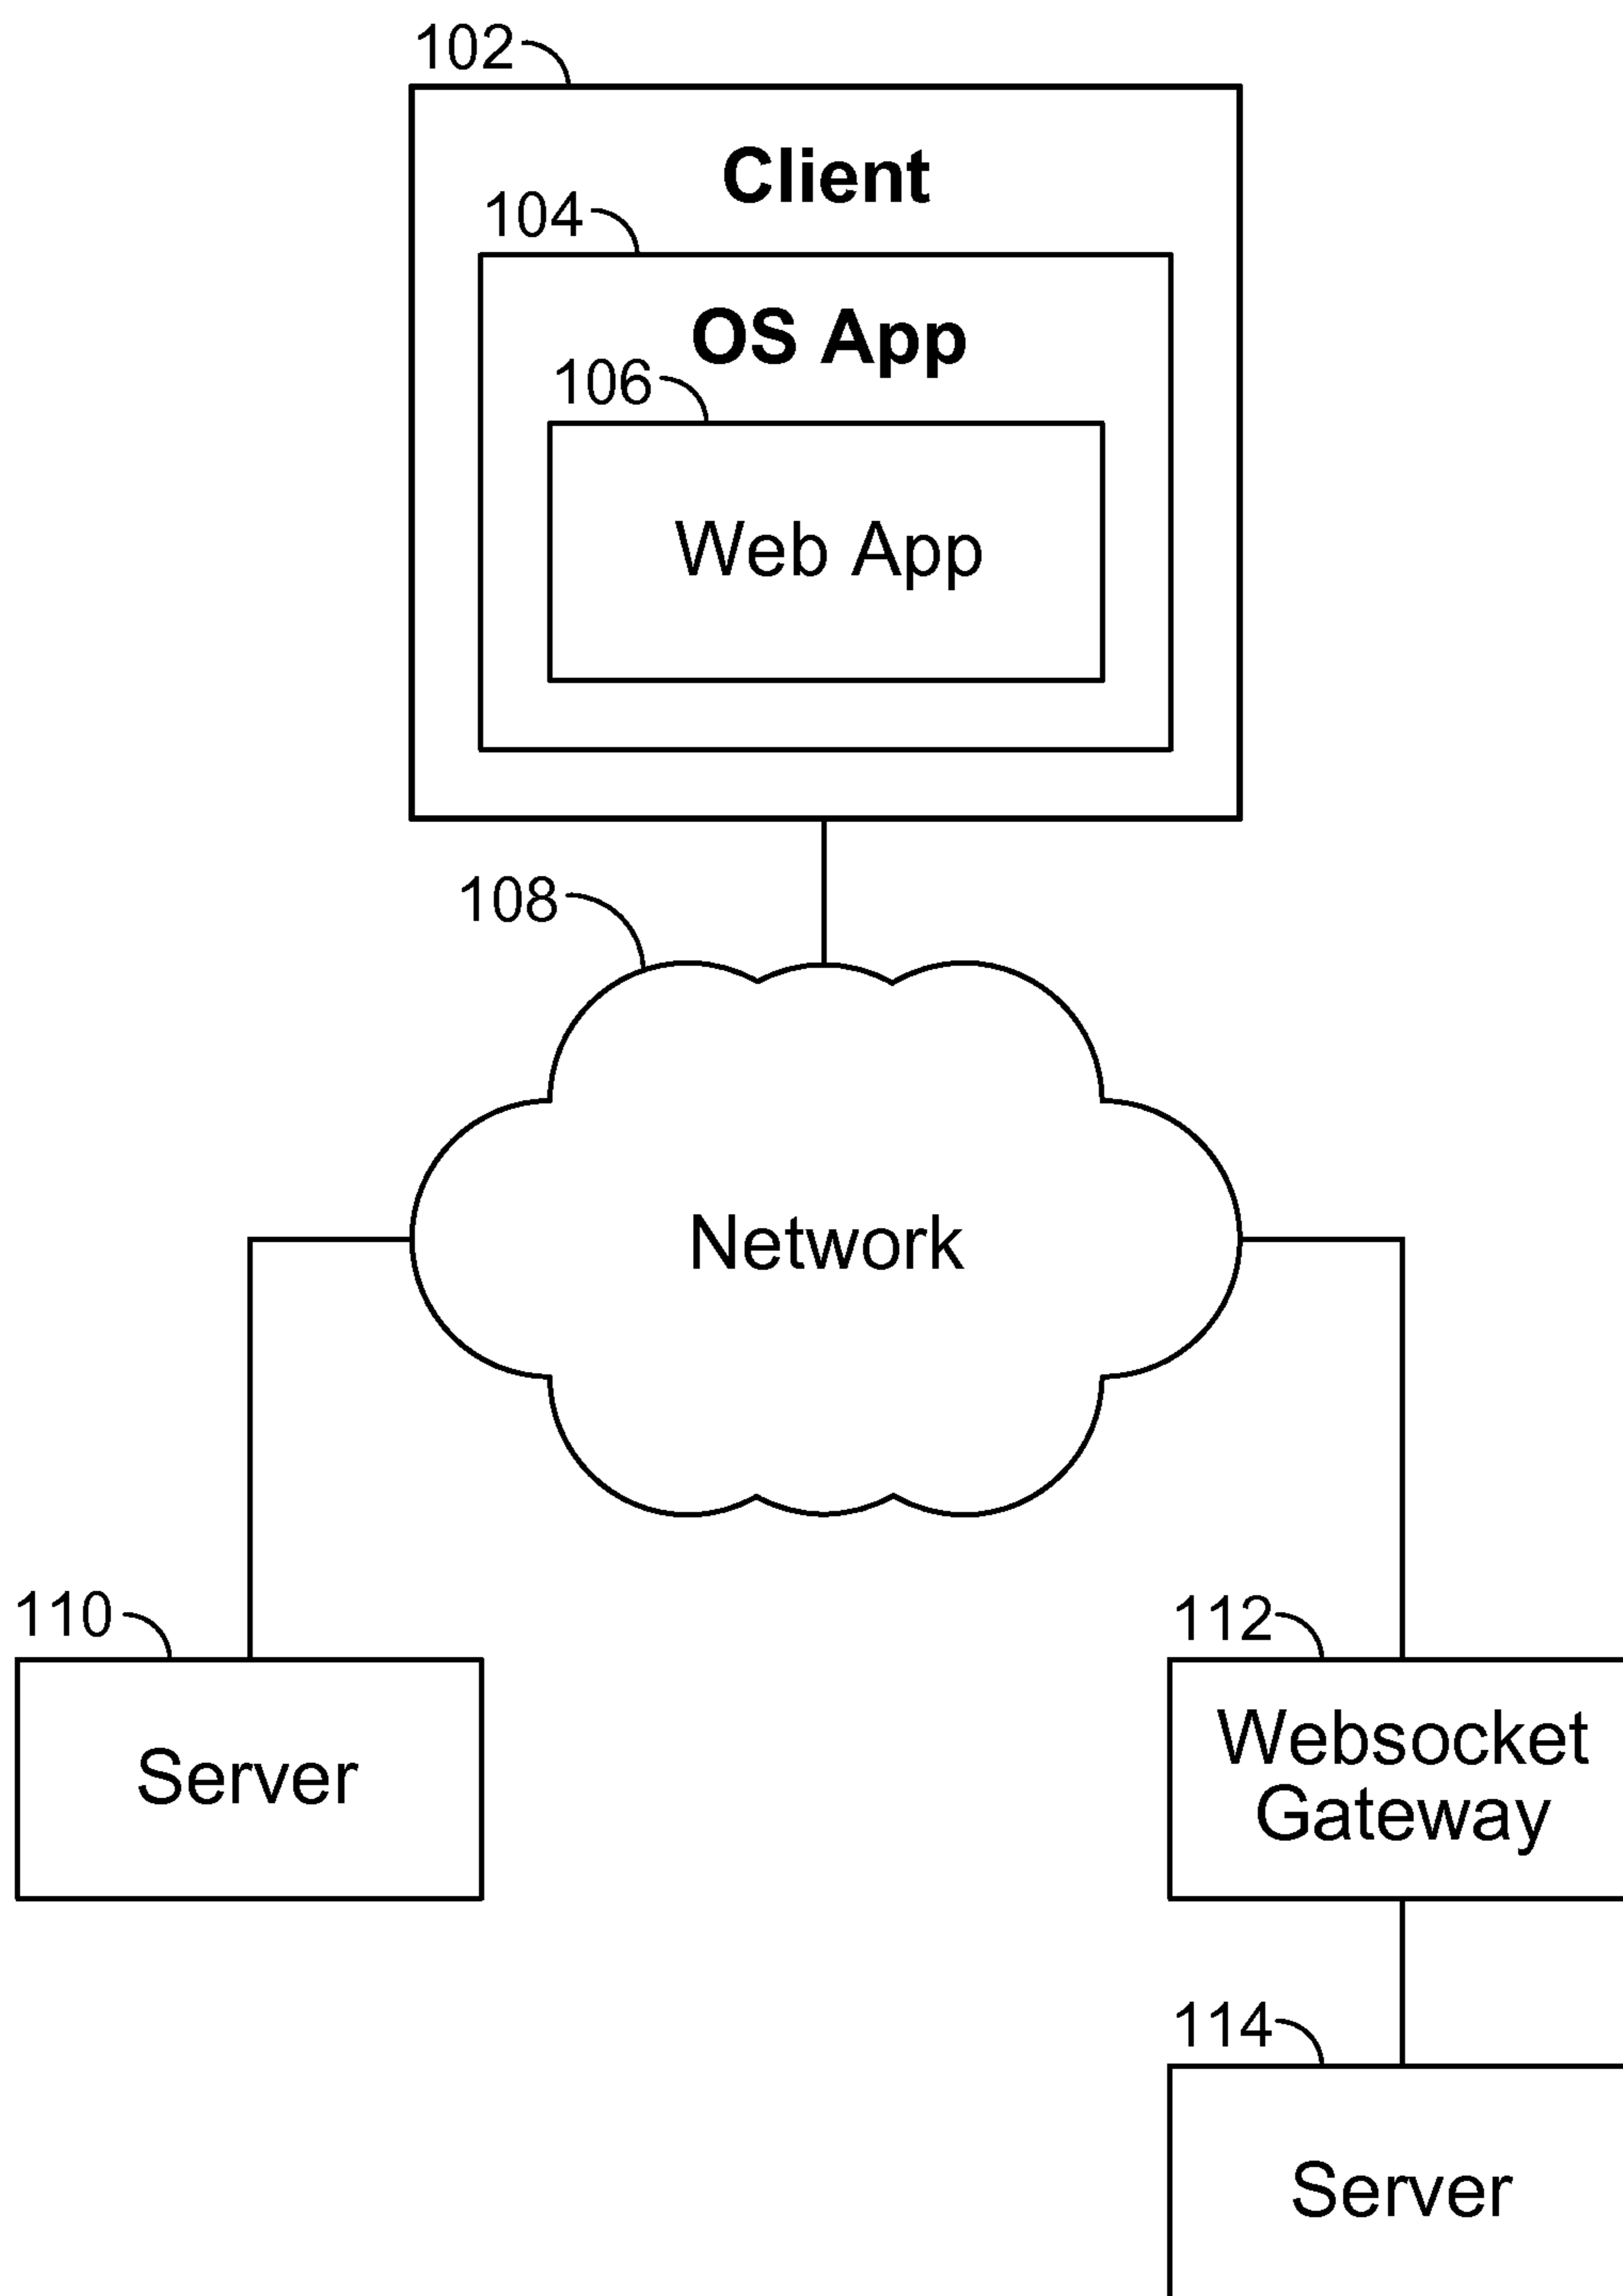 102
Client
104
OS App
106
Web App
108
Network
110
112
Server
Websocket
Gateway
114
Server